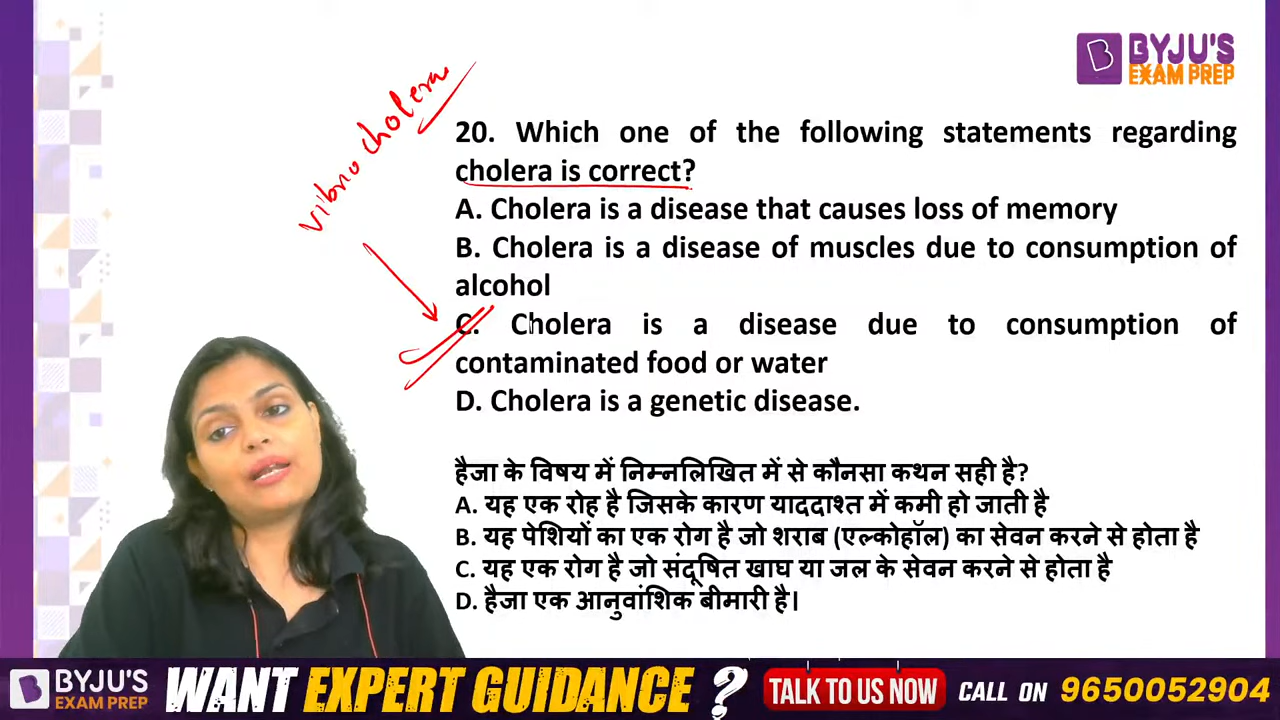 BYJU'S
EXAM PREP
vibrio cholera
20. Which one of the following statements regarding
cholera is correct?
A. Cholera is a disease that causes loss of memory
B. Cholera is a disease of muscles due to consumption of
alcohol
C. Cholera is a disease due to consumption of
contaminated food or water
D. Cholera is a genetic disease.
हैजा के विषय में निम्नलिखित में से कौनसा कथन सही है?
A. यह एक रोह है जिसके कारण याददाश्त में कमी हो जाती है
B. यह पेशियों का एक रोग है जो शराब (एल्कोहॉल) का सेवन करने से होता है
C. यह एक रोग है जो संदूषित खाघ या जल के सेवन करने से होता है
D. हैजा एक आनुवांशिक बीमारी है।
BYJU'S
EXAM PREP
WANT EXPERT GUIDANCE ?
TALK TO US NOW
CALL ON 9650052904